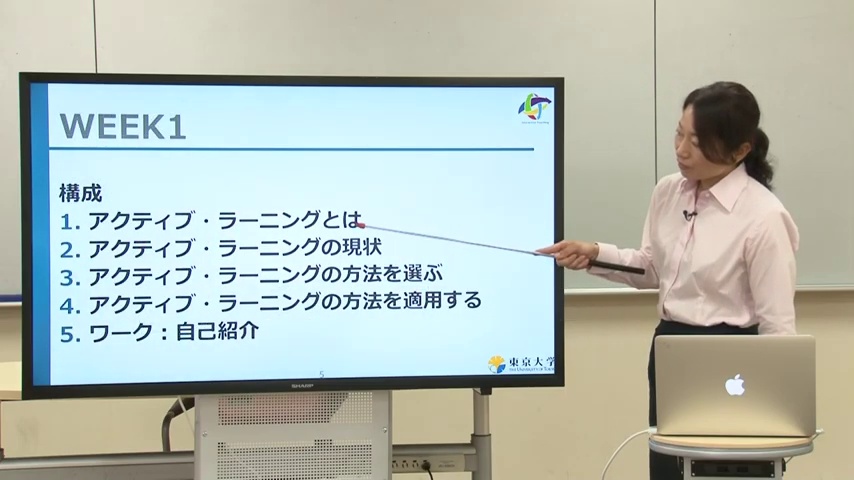 WEEK1
構成
1. アクティブ・ラーニングとは
2. アクティブ・ラーニングの現状
3. アクティブ・ラーニングの方法を選ぶ
4. アクティブ・ラーニングの方法を適用する
5. ワーク：自己紹介
5
東京大学
SHARP